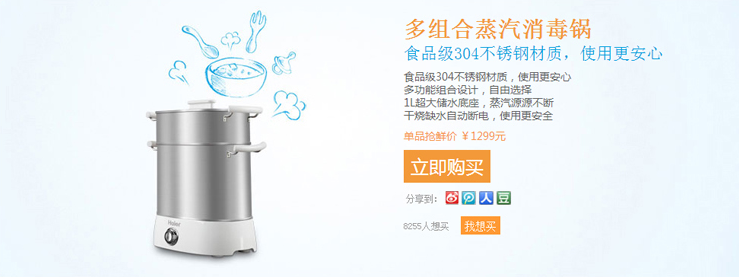 多组合蒸汽消毒锅
食品级304不锈钢材质，使用更安心
食品级304不锈钢材质，使用更安心
多功能组合设计，自由选择
1L超大储水底座，蒸汽源源不断
干烧缺水自动断电，使用更安全
单品抢鲜价 ￥1299元
立即购买
分享到： 人 豆
8255人想买 我想买
Haier